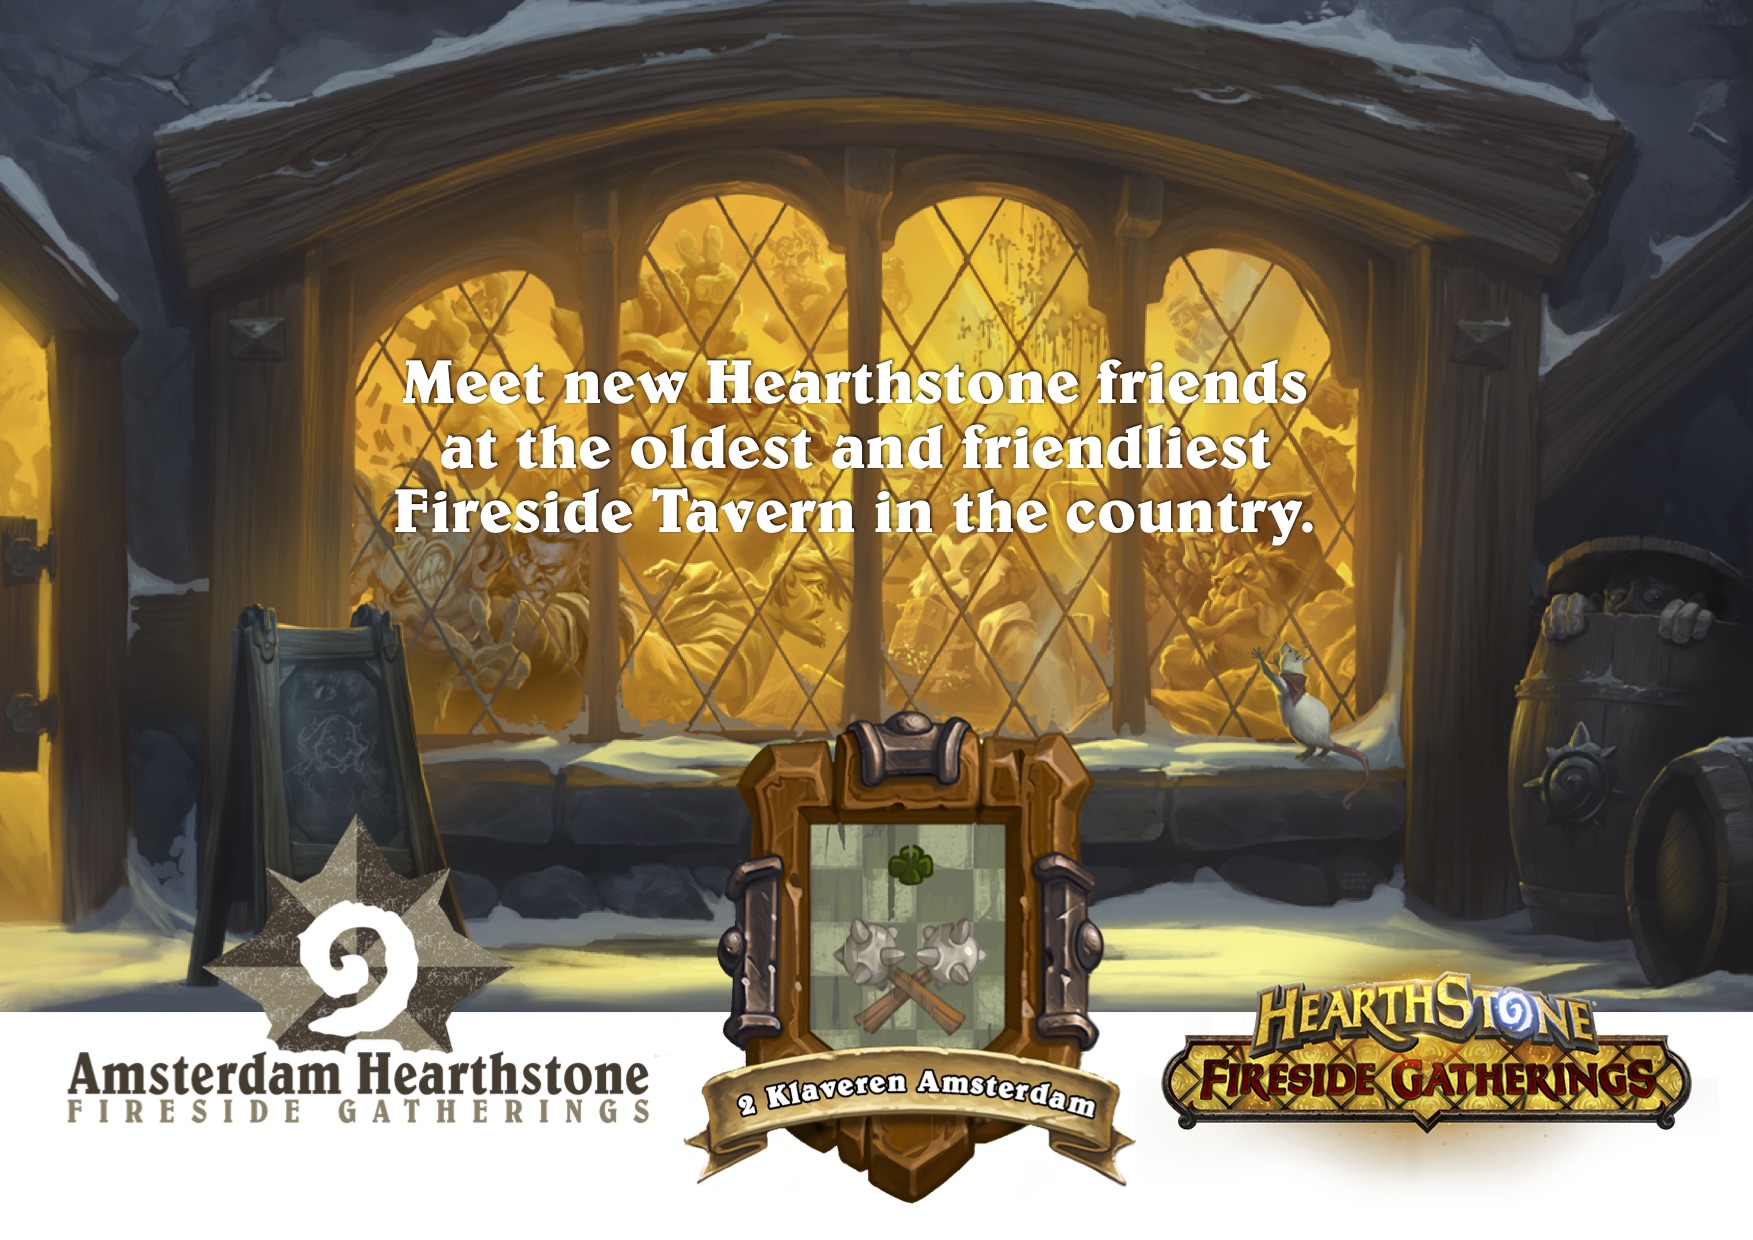 Meet new Hearthstone friends
at the oldest and friendliest
Fireside Tavern in the country.
Amsterdam Hearthstone
FIRESIDE GATHERINGS
2 Klaveren Amsterdam
HEARTHSTONE
FIRESIDE GATHERINGS